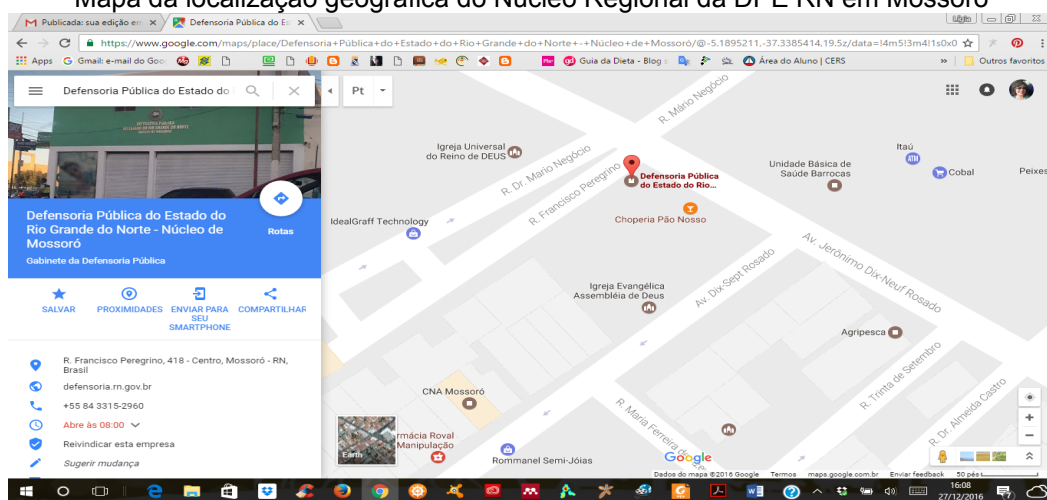 Mapa da localização geográfica do Núcleo Regional da DPE RN em Mossoró
Publicada: sua edição em
Defensoria Pública do Es
Lígia
https://www.google.com/maps/place/Defensoria+Pública+do+Estado+do+Rio+Grande+do+Norte+-+Núcleo+de+Mossoró/@-5.1895211,-37.3385414,19.5z/data=!4m5!3m4!1s0x0
Apps
Gmail: e-mail do Goo
Guia da Dieta - Blog
Área do Aluno | CERS
»
Outros favoritos
Defensoria Pública do Estado do
Pt
Defensoria Pública do Estado do
Rio Grande do Norte - Núcleo de
Mossoró
Gabinete da Defensoria Pública
Rotas
SALVAR
PROXIMIDADES
ENVIAR PARA
SEU
SMARTPHONE
COMPARTILHAR
R. Francisco Peregrino, 418 - Centro, Mossoró - RN,
Brasil
defensoria.rn.gov.br
+55 84 3315-2960
Abre às 08:00
Reivindicar esta empresa
Sugerir mudança
R. Mário Negócio
Igreja Universal
do Reino de DEUS
R. Dr. Mario Negócio
R. Francisco Peregrino
Defensoria Pública
do Estado do Rio...
Unidade Básica de
Saúde Barrocas
Itaú
ATM
Cobal
Peixes
IdealGraff Technology
Choperia Pão Nosso
Av. Jerônimo Dix-Neuf Rosado
Av. Dix-Sept Rosado
Igreja Evangélica
Assembléia de Deus
Agripesca
R. Trinta de Setembro
CNA Mossoró
R. Maria Ferreira
R. Dr. Almeida Castro
rmácia Roval
Manipulação
Earth
Rommanel Semi-Jóias
Google
Dados do mapa ©2016 Google
Termos
maps.google.com.br
Enviar feedback
50 pés
16:08
27/12/2016